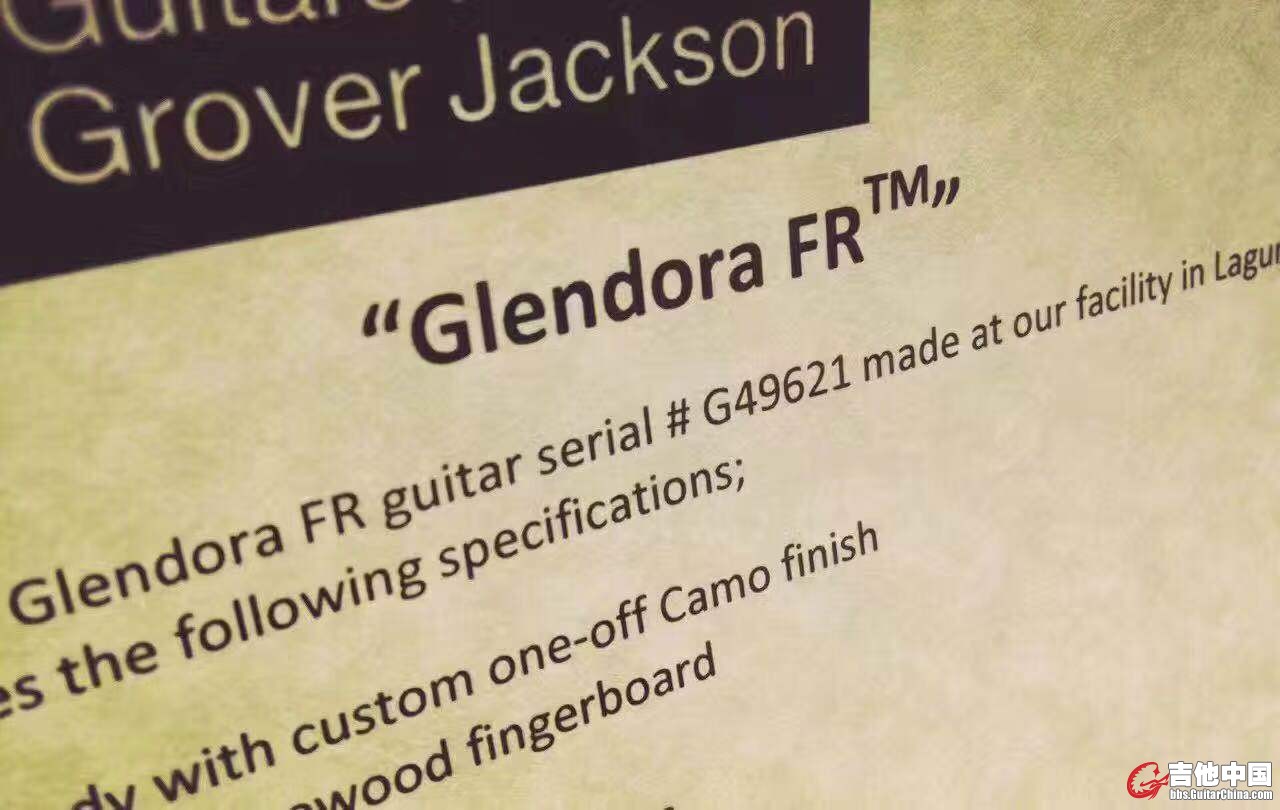 Guitars
Grover Jackson
“Glendora FR™”
Glendora FR guitar serial # G49621 made at our facility in
the following specifications;
with custom one-off Camo finish
fingerboard
吉他中国
bbs.GuitarChina.com